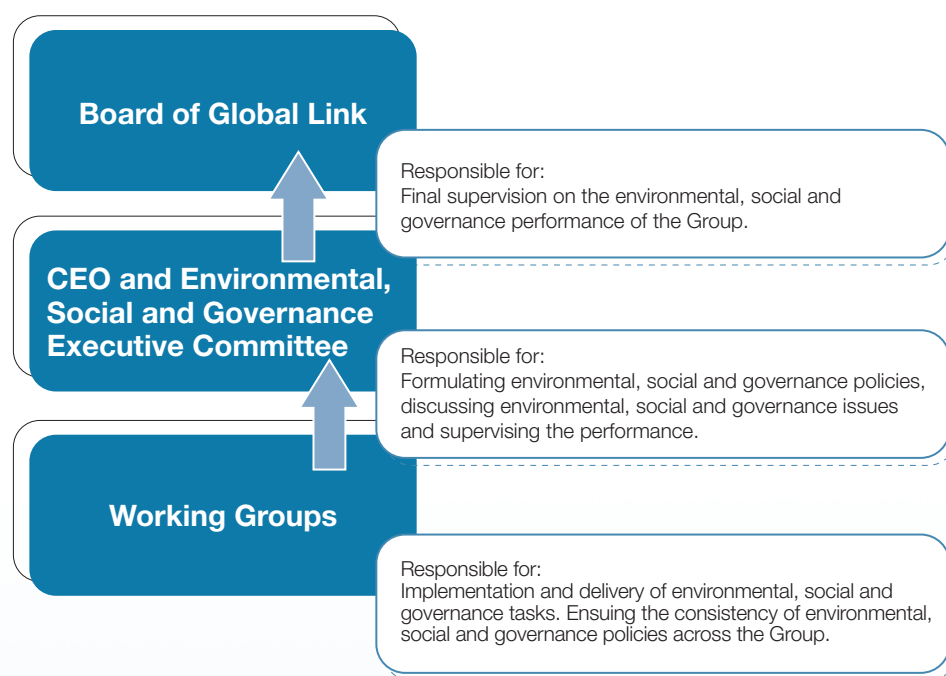 Board of Global Link
Responsible for:
Final supervision on the environmental, social and
governance performance of the Group.
CEO and Environmental,
Social and Governance
Executive Committee
Responsible for:
Formulating environmental, social and governance policies,
discussing environmental, social and governance issues
and supervising the performance.
Working Groups
Responsible for:
Implementation and delivery of environmental, social and
governance tasks. Ensuing the consistency of environmental,
social and governance policies across the Group.